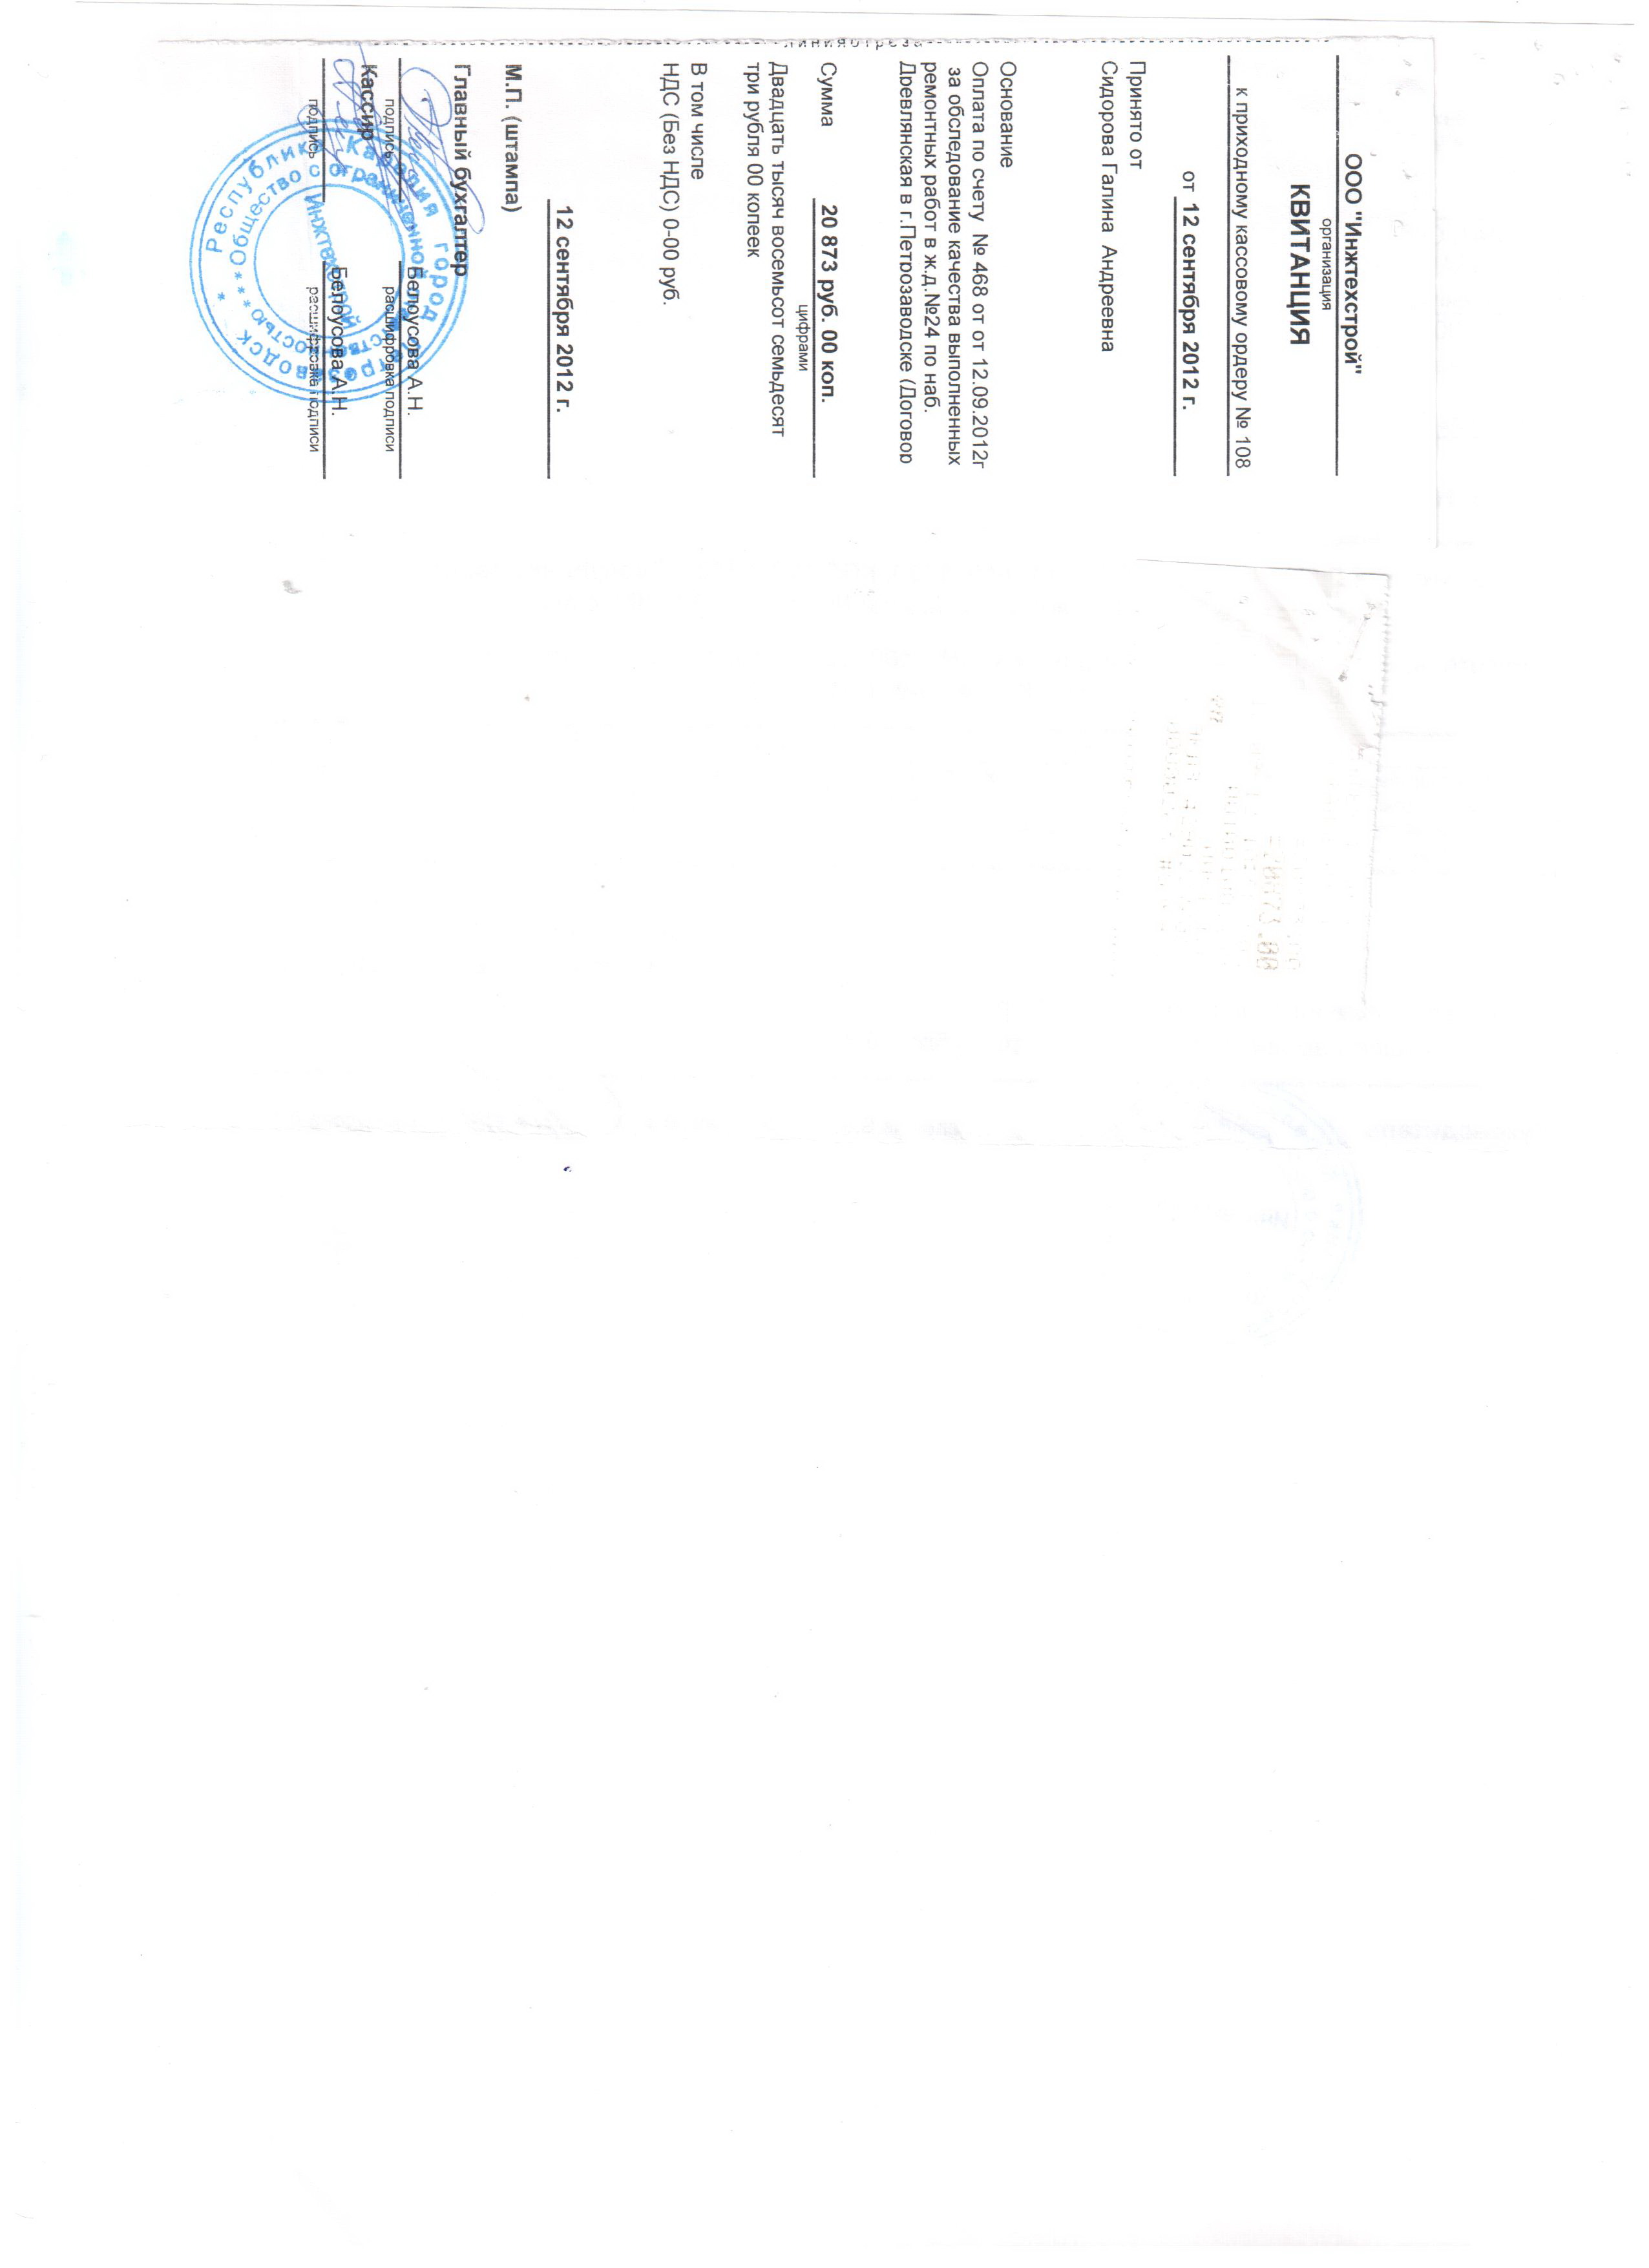 линия отреза
ООО "Инжтехстрой"
организация
КВИТАНЦИЯ
к приходному кассовому ордеру № 108
от 12 сентября 2012 г.
Принято от
Сидорова Галина Андреевна
Основание
Оплата по счету № 468 от от 12.09.2012г
за обследование качества выполненных
ремонтных работ в ж.д.№24 по наб.
Древлянская в г.Петрозаводске (Договор
Сумма 20 873 руб. 00 коп.
цифрами
Двадцать тысяч восемьсот семьдесят
три рубля 00 копеек
В том числе
НДС (Без НДС) 0-00 руб.
12 сентября 2012 г.
М.П. (штампа)
Главный бухгалтер
Белоусова А.Н.
подпись расшифровка подписи
Кассир
Белоусова А.Н.
подпись расшифровка подписи
Республика Карелия город Петрозаводск
Общество с ограниченной ответственностью
Инжтехстрой